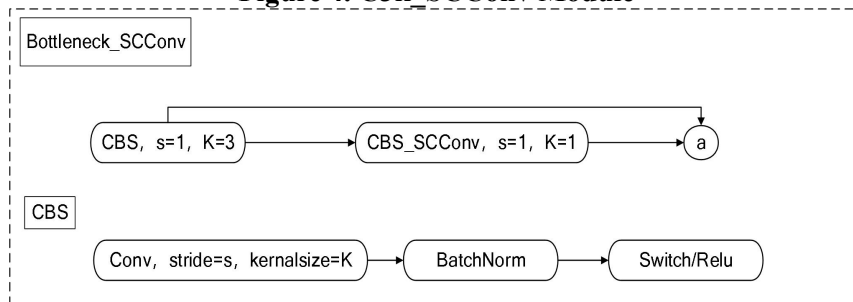 Bottleneck_SCConv
CBS, s=1, K=3
CBS_SCConv, s=1, K=1
a
CBS
Conv, stride=s, kernalsize=K
BatchNorm
Switch/Relu